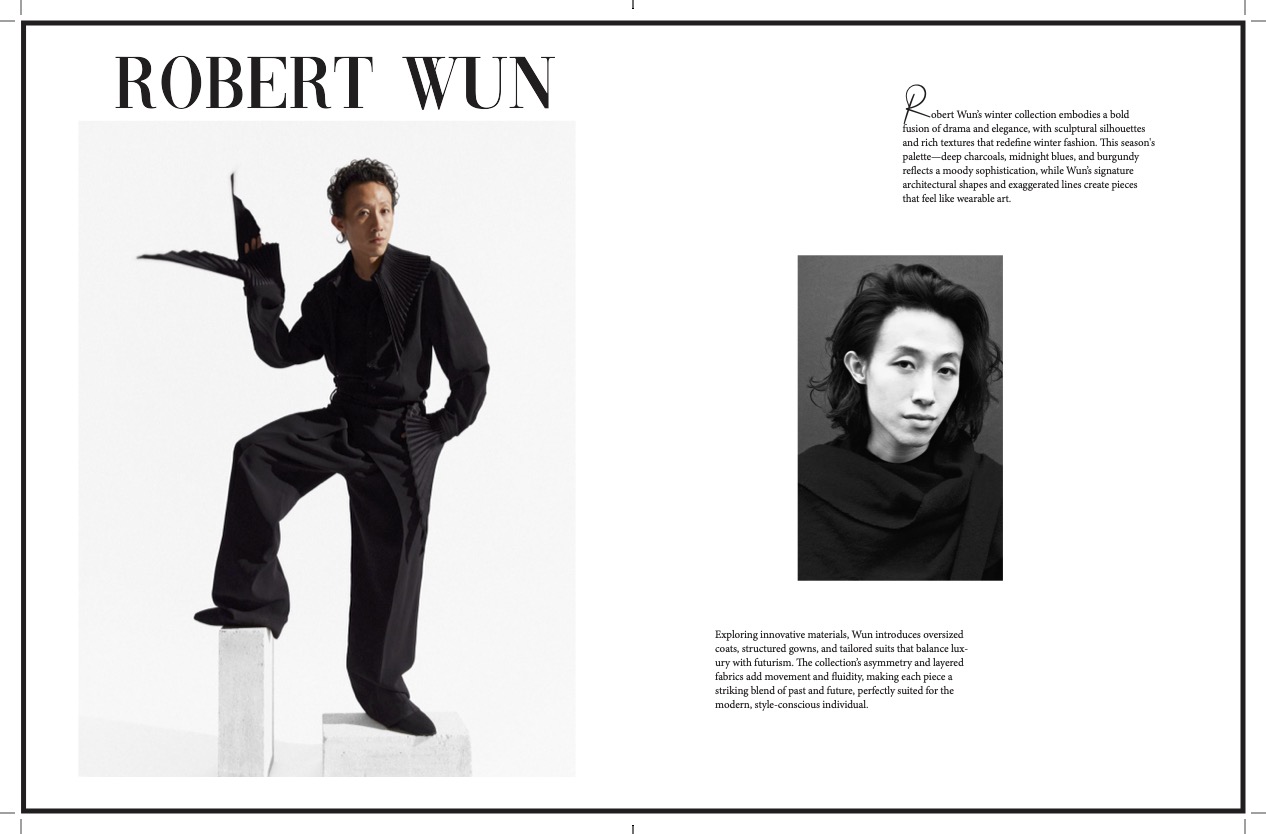 ROBERT WUN
Robert Wun's winter collection embodies a bold
fusion of drama and elegance, with sculptural silhouettes
and rich textures that redefine winter fashion. This season's
palette—deep charcoals, midnight blues, and burgundy
reflects a moody sophistication, while Wun's signature
architectural shapes and exaggerated lines create pieces
that feel like wearable art.
Exploring innovative materials, Wun introduces oversized
coats, structured gowns, and tailored suits that balance lux-
ury with futurism. The collection's asymmetry and layered
fabrics add movement and fluidity, making each piece a
striking blend of past and future, perfectly suited for the
modern, style-conscious individual.